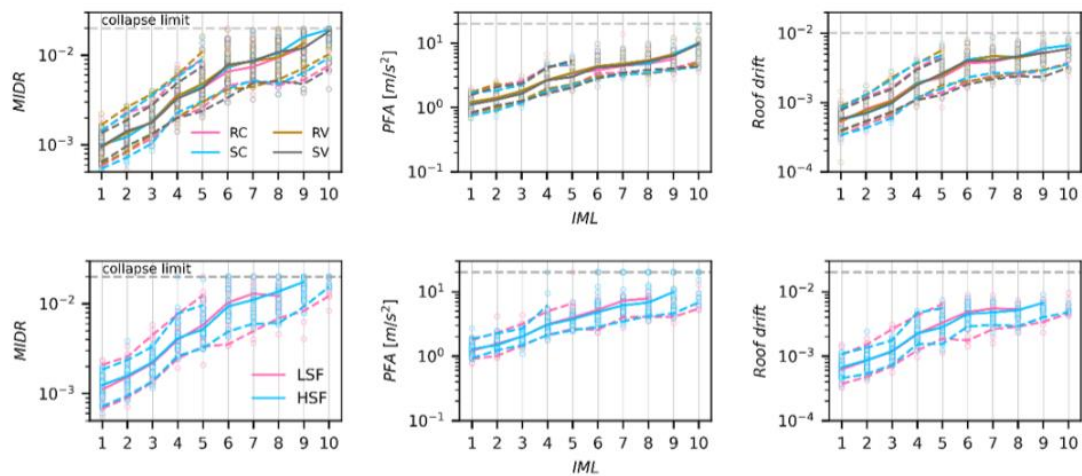 collapse limit
MIDR
10⁻²
10⁻³
RC
RV
SC
SV
1 2 3 4 5 6 7 8 9 10
PFA [m/s²]
10¹
10⁰
10⁻¹
1 2 3 4 5 6 7 8 9 10
IML
Roof drift
10⁻²
10⁻³
10⁻⁴
1 2 3 4 5 6 7 8 9 10
collapse limit
MIDR
10⁻²
10⁻³
LSF
HSF
1 2 3 4 5 6 7 8 9 10
PFA [m/s²]
10¹
10⁰
10⁻¹
1 2 3 4 5 6 7 8 9 10
IML
Roof drift
10⁻²
10⁻³
10⁻⁴
1 2 3 4 5 6 7 8 9 10